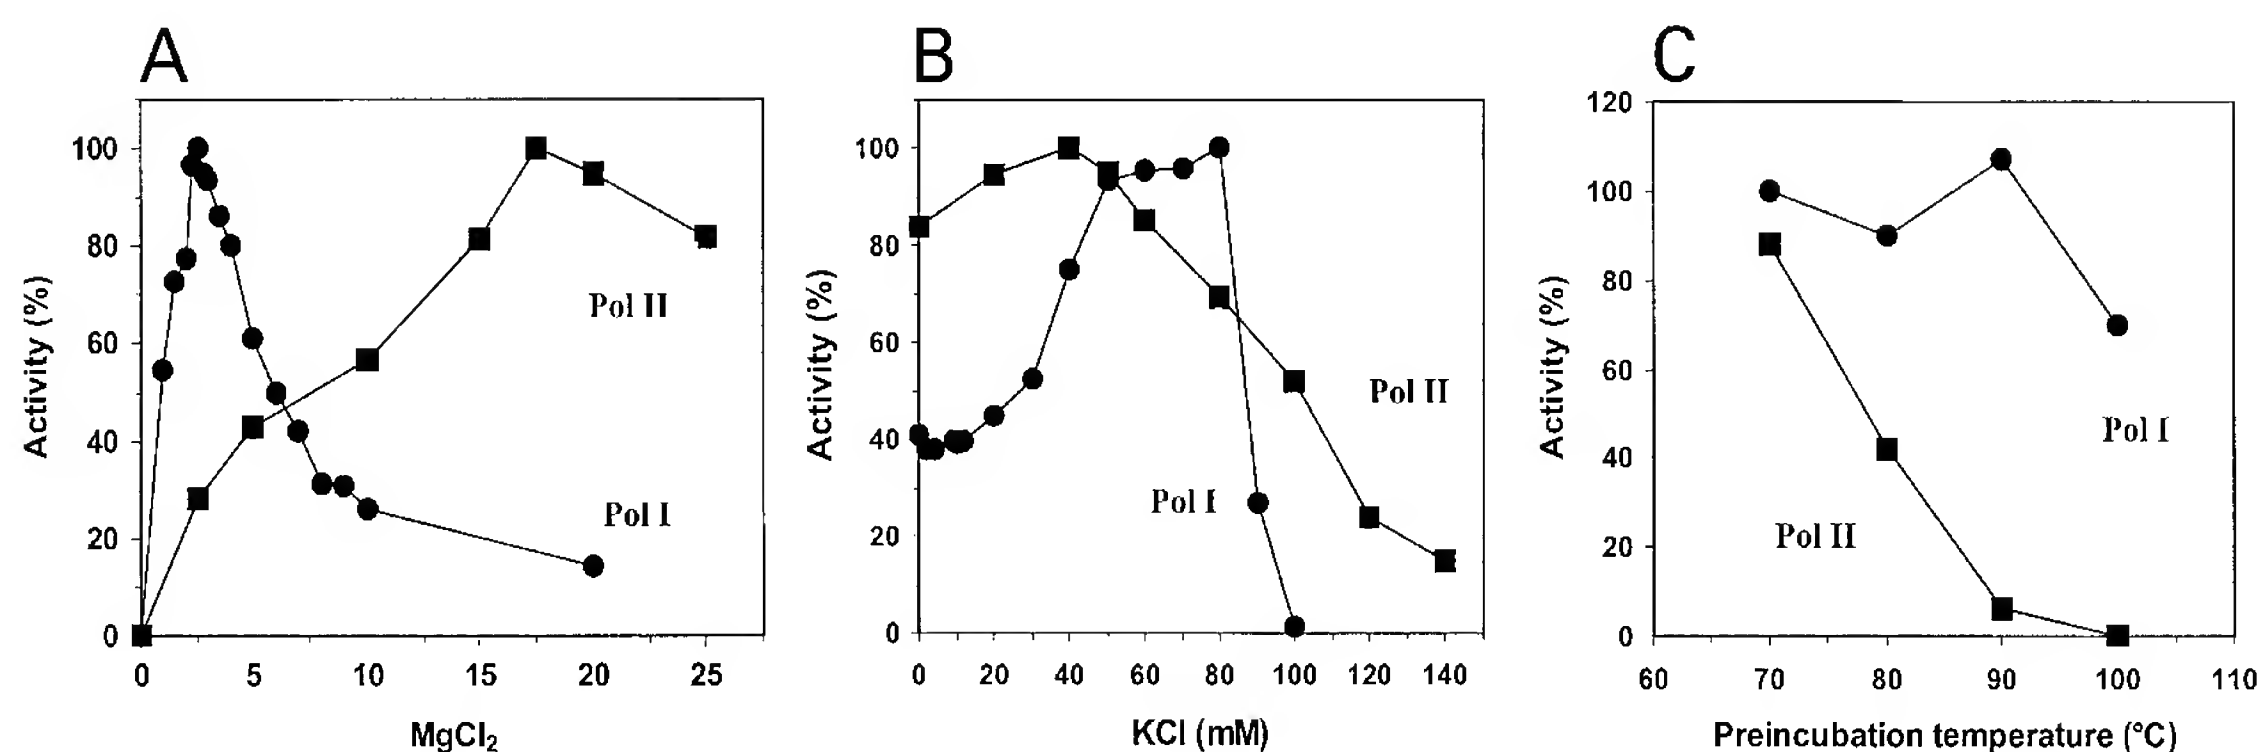 A
Activity (%)
100
80
60
40
20
0
Pol II
Pol I
0 5 10 15 20 25
MgCl₂
B
Activity (%)
100
80
60
40
20
0
Pol II
Pol I
0 20 40 60 80 100 120 140
KCl (mM)
C
Activity (%)
120
100
80
60
40
20
0
Pol I
Pol II
60 70 80 90 100 110
Preincubation temperature (°C)